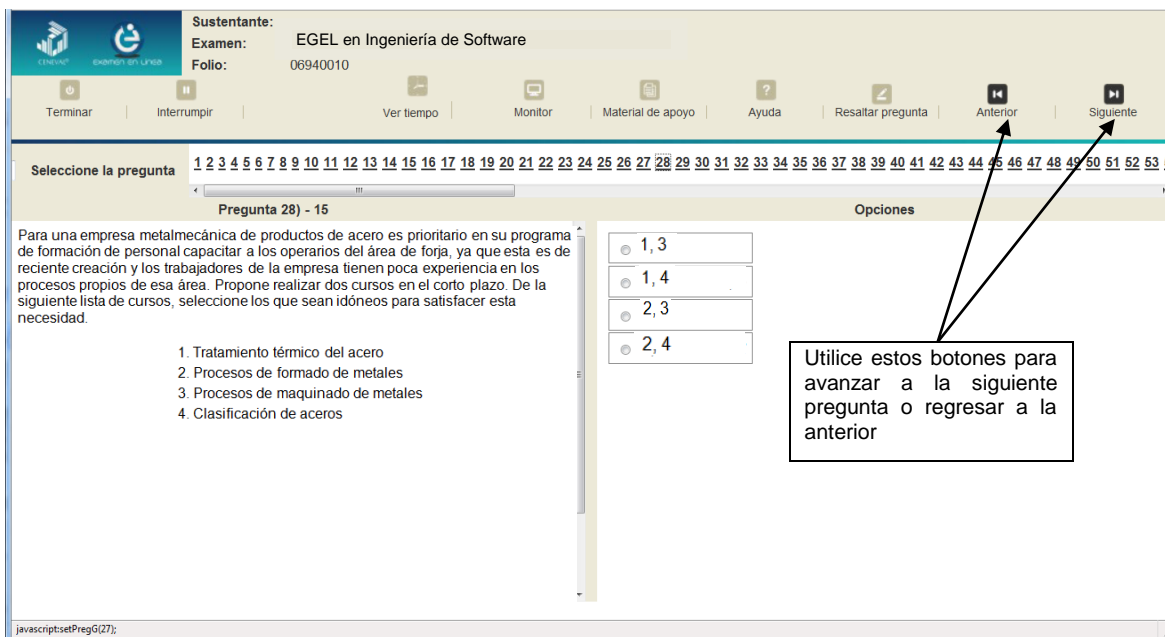 Sustentante:
Examen: EGEL en Ingeniería de Software
Folio: 06940010
CENEVAL®
examen en línea
Terminar
Interrumpir
Ver tiempo
Monitor
Material de apoyo
Ayuda
Resaltar pregunta
Anterior
Siguiente
Seleccione la pregunta
1 2 3 4 5 6 7 8 9 10 11 12 13 14 15 16 17 18 19 20 21 22 23 24 25 26 27 28 29 30 31 32 33 34 35 36 37 38 39 40 41 42 43 44 45 46 47 48 49 50 51 52 53
Pregunta 28) - 15
Para una empresa metalmecánica de productos de acero es prioritario en su programa
de formación de personal capacitar a los operarios del área de forja, ya que esta es de
reciente creación y los trabajadores de la empresa tienen poca experiencia en los
procesos propios de esa área. Propone realizar dos cursos en el corto plazo. De la
siguiente lista de cursos, seleccione los que sean idóneos para satisfacer esta
necesidad.
1. Tratamiento térmico del acero
2. Procesos de formado de metales
3. Procesos de maquinado de metales
4. Clasificación de aceros
Opciones
1, 3
1, 4
2, 3
2, 4
Utilice estos botones para
avanzar a la siguiente
pregunta o regresar a la
anterior
javascript:setPregG(27);